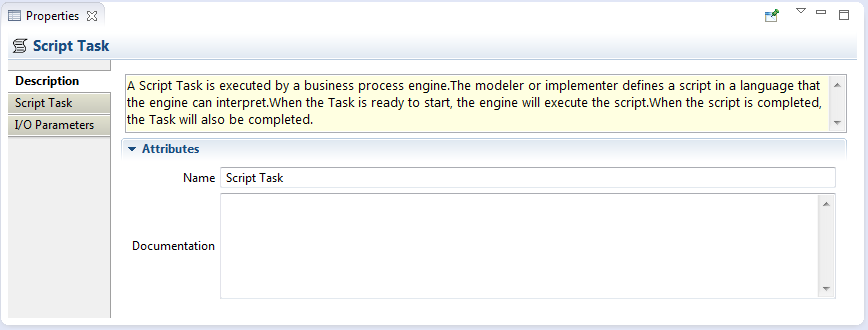 Properties
Script Task
Description
Script Task
I/O Parameters
A Script Task is executed by a business process engine.The modeler or implementer defines a script in a language that
the engine can interpret.When the Task is ready to start, the engine will execute the script.When the script is completed,
the Task will also be completed.
Attributes
Name Script Task
Documentation